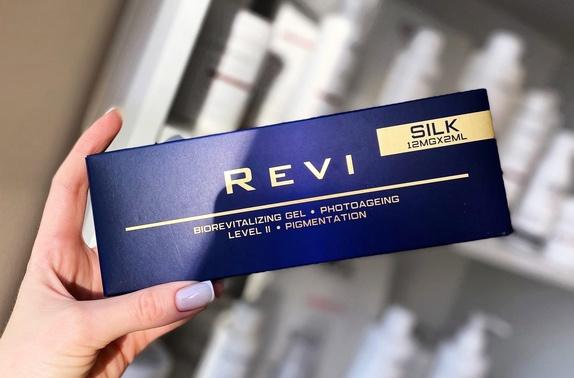 SILK
12MGX2ML
REVI
BIOREVITALIZING GEL • PHOTOAGEING
LEVEL II • PIGMENTATION